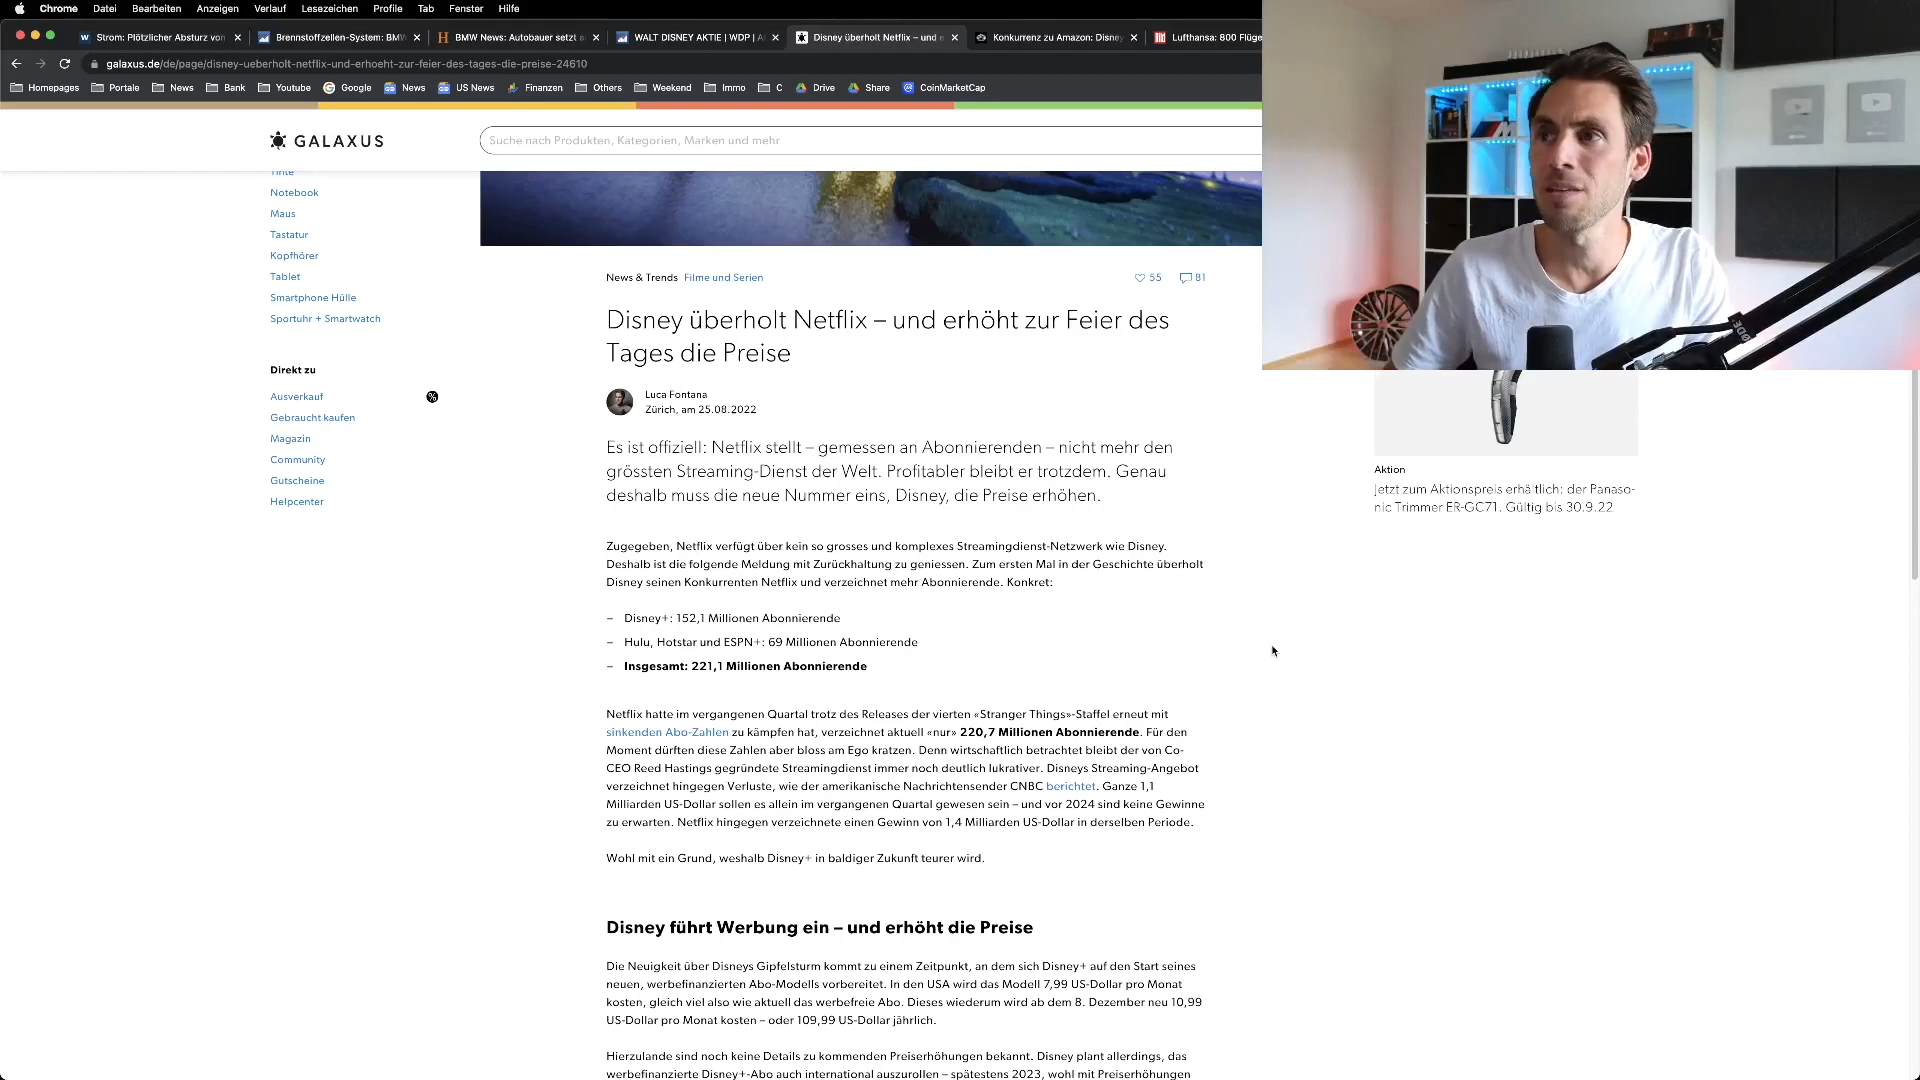 Chrome Datei Bearbeiten Anzeigen Verlauf Lesezeichen Profile Tab Fenster Hilfe
W Strom: Plötzlicher Absturz von
Brennstoffzellen-System: BMW
H BMW News: Autobauer setzt a
WALT DISNEY AKTIE | WDP | A
Disney überholt Netflix – und e
Konkurrenz zu Amazon: Disney
Lufthansa: 800 Flüge
galaxus.de/de/page/disney-ueberholt-netflix-und-erhoeht-zur-feier-des-tages-die-preise-24610
Homepages Portale News Bank Youtube Google News US News Finanzen Others Weekend Immo C Drive Share CoinMarketCap
GALAXUS
Suche nach Produkten, Kategorien, Marken und mehr
Tinte
Notebook
Maus
Tastatur
Kopfhörer
Tablet
Smartphone Hülle
Sportuhr + Smartwatch
Direkt zu
Ausverkauf %
Gebraucht kaufen
Magazin
Community
Gutscheine
Helpcenter
News & Trends Filme und Serien 55 81
Disney überholt Netflix – und erhöht zur Feier des
Tages die Preise
Luca Fontana
Zürich, am 25.08.2022
Es ist offiziell: Netflix stellt – gemessen an Abonnierenden – nicht mehr den
grössten Streaming-Dienst der Welt. Profitabler bleibt er trotzdem. Genau
deshalb muss die neue Nummer eins, Disney, die Preise erhöhen.
Zugegeben, Netflix verfügt über kein so grosses und komplexes Streamingdienst-Netzwerk wie Disney.
Deshalb ist die folgende Meldung mit Zurückhaltung zu geniessen. Zum ersten Mal in der Geschichte überholt
Disney seinen Konkurrenten Netflix und verzeichnet mehr Abonnierende. Konkret:
– Disney+: 152,1 Millionen Abonnierende
– Hulu, Hotstar und ESPN+: 69 Millionen Abonnierende
– Insgesamt: 221,1 Millionen Abonnierende
Netflix hatte im vergangenen Quartal trotz des Releases der vierten «Stranger Things»-Staffel erneut mit
sinkenden Abo-Zahlen zu kämpfen hat, verzeichnet aktuell «nur» 220,7 Millionen Abonnierende. Für den
Moment dürften diese Zahlen aber bloss am Ego kratzen. Denn wirtschaftlich betrachtet bleibt der von Co-
CEO Reed Hastings gegründete Streamingdienst immer noch deutlich lukrativer. Disneys Streaming-Angebot
verzeichnet hingegen Verluste, wie der amerikanische Nachrichtensender CNBC berichtet. Ganze 1,1
Milliarden US-Dollar sollen es allein im vergangenen Quartal gewesen sein – und vor 2024 sind keine Gewinne
zu erwarten. Netflix hingegen verzeichnete einen Gewinn von 1,4 Milliarden US-Dollar in derselben Periode.
Wohl mit ein Grund, weshalb Disney+ in baldiger Zukunft teurer wird.
Disney führt Werbung ein – und erhöht die Preise
Die Neuigkeit über Disneys Gipfelsturm kommt zu einem Zeitpunkt, an dem sich Disney+ auf den Start seines
neuen, werbefinanzierten Abo-Modells vorbereitet. In den USA wird das Modell 7,99 US-Dollar pro Monat
kosten, gleich viel also wie aktuell das werbefreie Abo. Dieses wiederum wird ab dem 8. Dezember neu 10,99
US-Dollar pro Monat kosten – oder 109,99 US-Dollar jährlich.
Hierzulande sind noch keine Details zu kommenden Preiserhöhungen bekannt. Disney plant allerdings, das
werbefinanzierte Disney+-Abo auch international auszurollen – spätestens 2023, wohl mit Preiserhöhungen
RØDE
Aktion
Jetzt zum Aktionspreis erhältlich: der Panaso-
nic Trimmer ER-GC71. Gültig bis 30.9.22